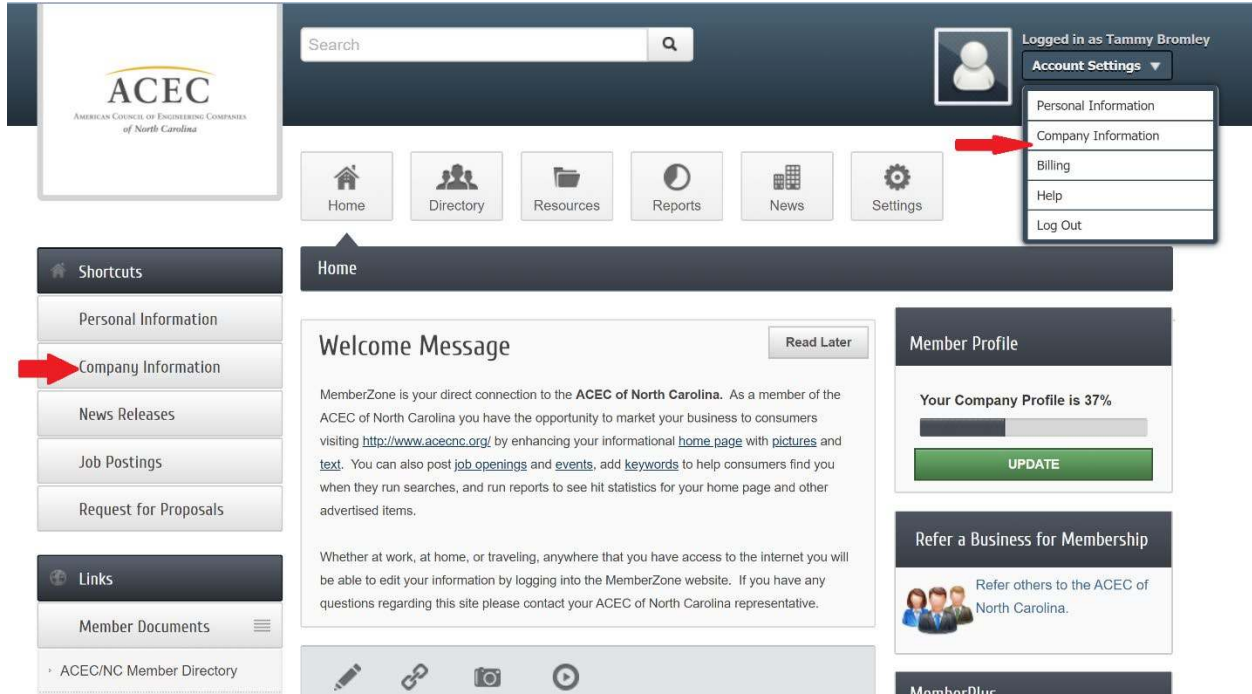 ACEC
AMERICAN COUNCIL OF ENGINEERING COMPANIES
of North Carolina
Search
Logged in as Tammy Bromley
Account Settings ▼
Personal Information
Company Information
Billing
Help
Log Out
Home
Directory
Resources
Reports
News
Settings
Shortcuts
Personal Information
Company Information
News Releases
Job Postings
Request for Proposals
Links
Member Documents
ACEC/NC Member Directory
Home
Welcome Message
Read Later
MemberZone is your direct connection to the ACEC of North Carolina. As a member of the
ACEC of North Carolina you have the opportunity to market your business to consumers
visiting http://www.acecnc.org/ by enhancing your informational home page with pictures and
text. You can also post job openings and events, add keywords to help consumers find you
when they run searches, and run reports to see hit statistics for your home page and other
advertised items.
Whether at work, at home, or traveling, anywhere that you have access to the internet you will
be able to edit your information by logging into the MemberZone website. If you have any
questions regarding this site please contact your ACEC of North Carolina representative.
Member Profile
Your Company Profile is 37%
UPDATE
Refer a Business for Membership
Refer others to the ACEC of
North Carolina.
MemberPlus